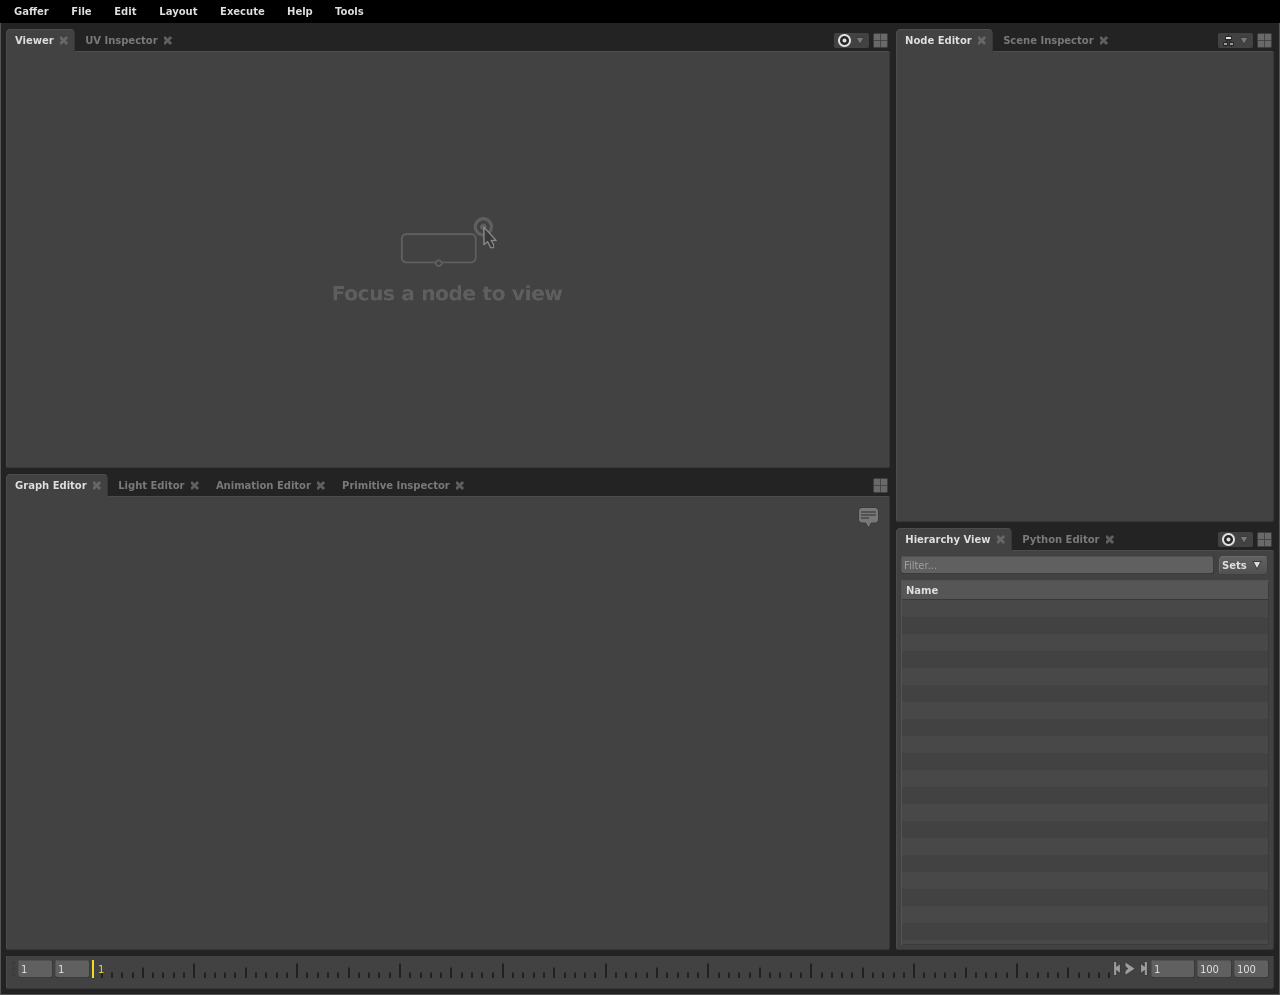 Gaffer File Edit Layout Execute Help Tools
Viewer UV Inspector
Node Editor Scene Inspector
Focus a node to view
Graph Editor Light Editor Animation Editor Primitive Inspector
Hierarchy View Python Editor
Filter... Sets
Name
1 1 1 1 100 100